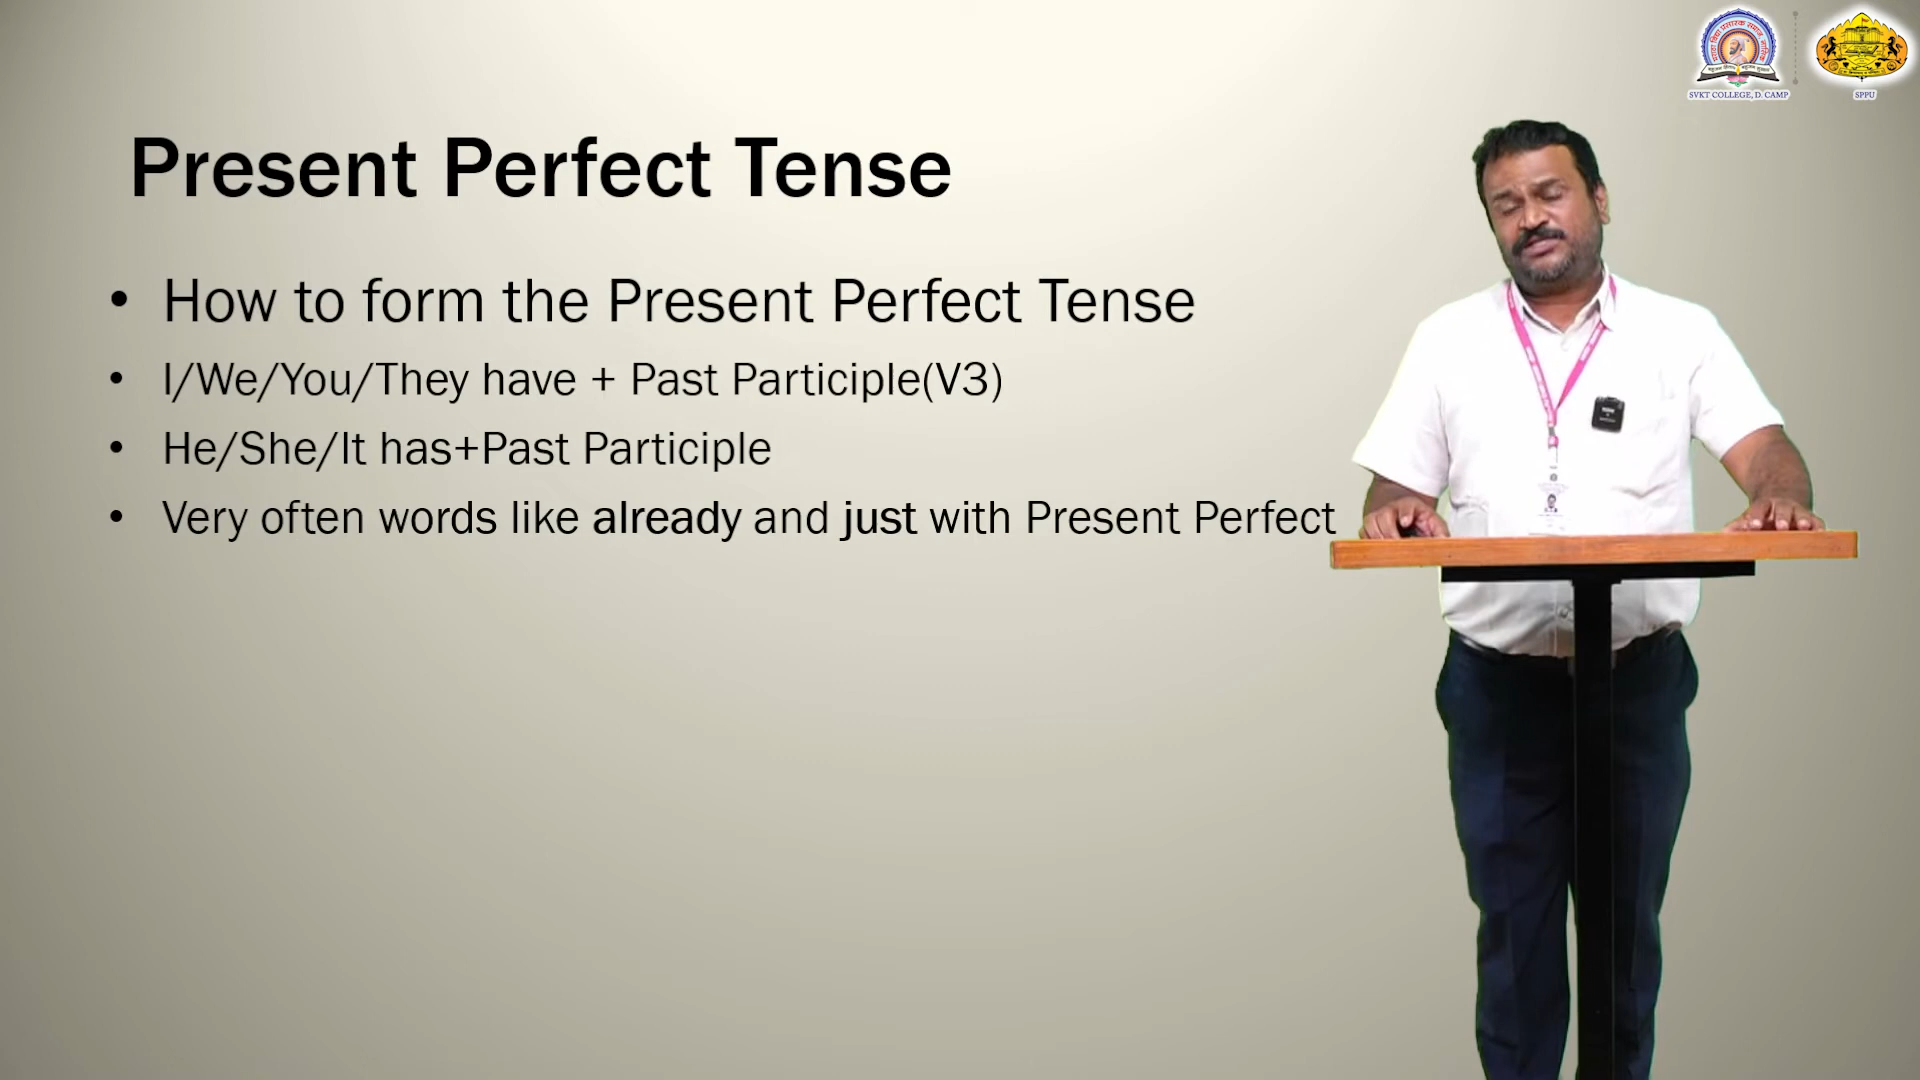 SVKT COLLEGE, D. CAMP
SPPU
Present Perfect Tense
• How to form the Present Perfect Tense
• I/We/You/They have + Past Participle(V3)
• He/She/It has+Past Participle
• Very often words like already and just with Present Perfect